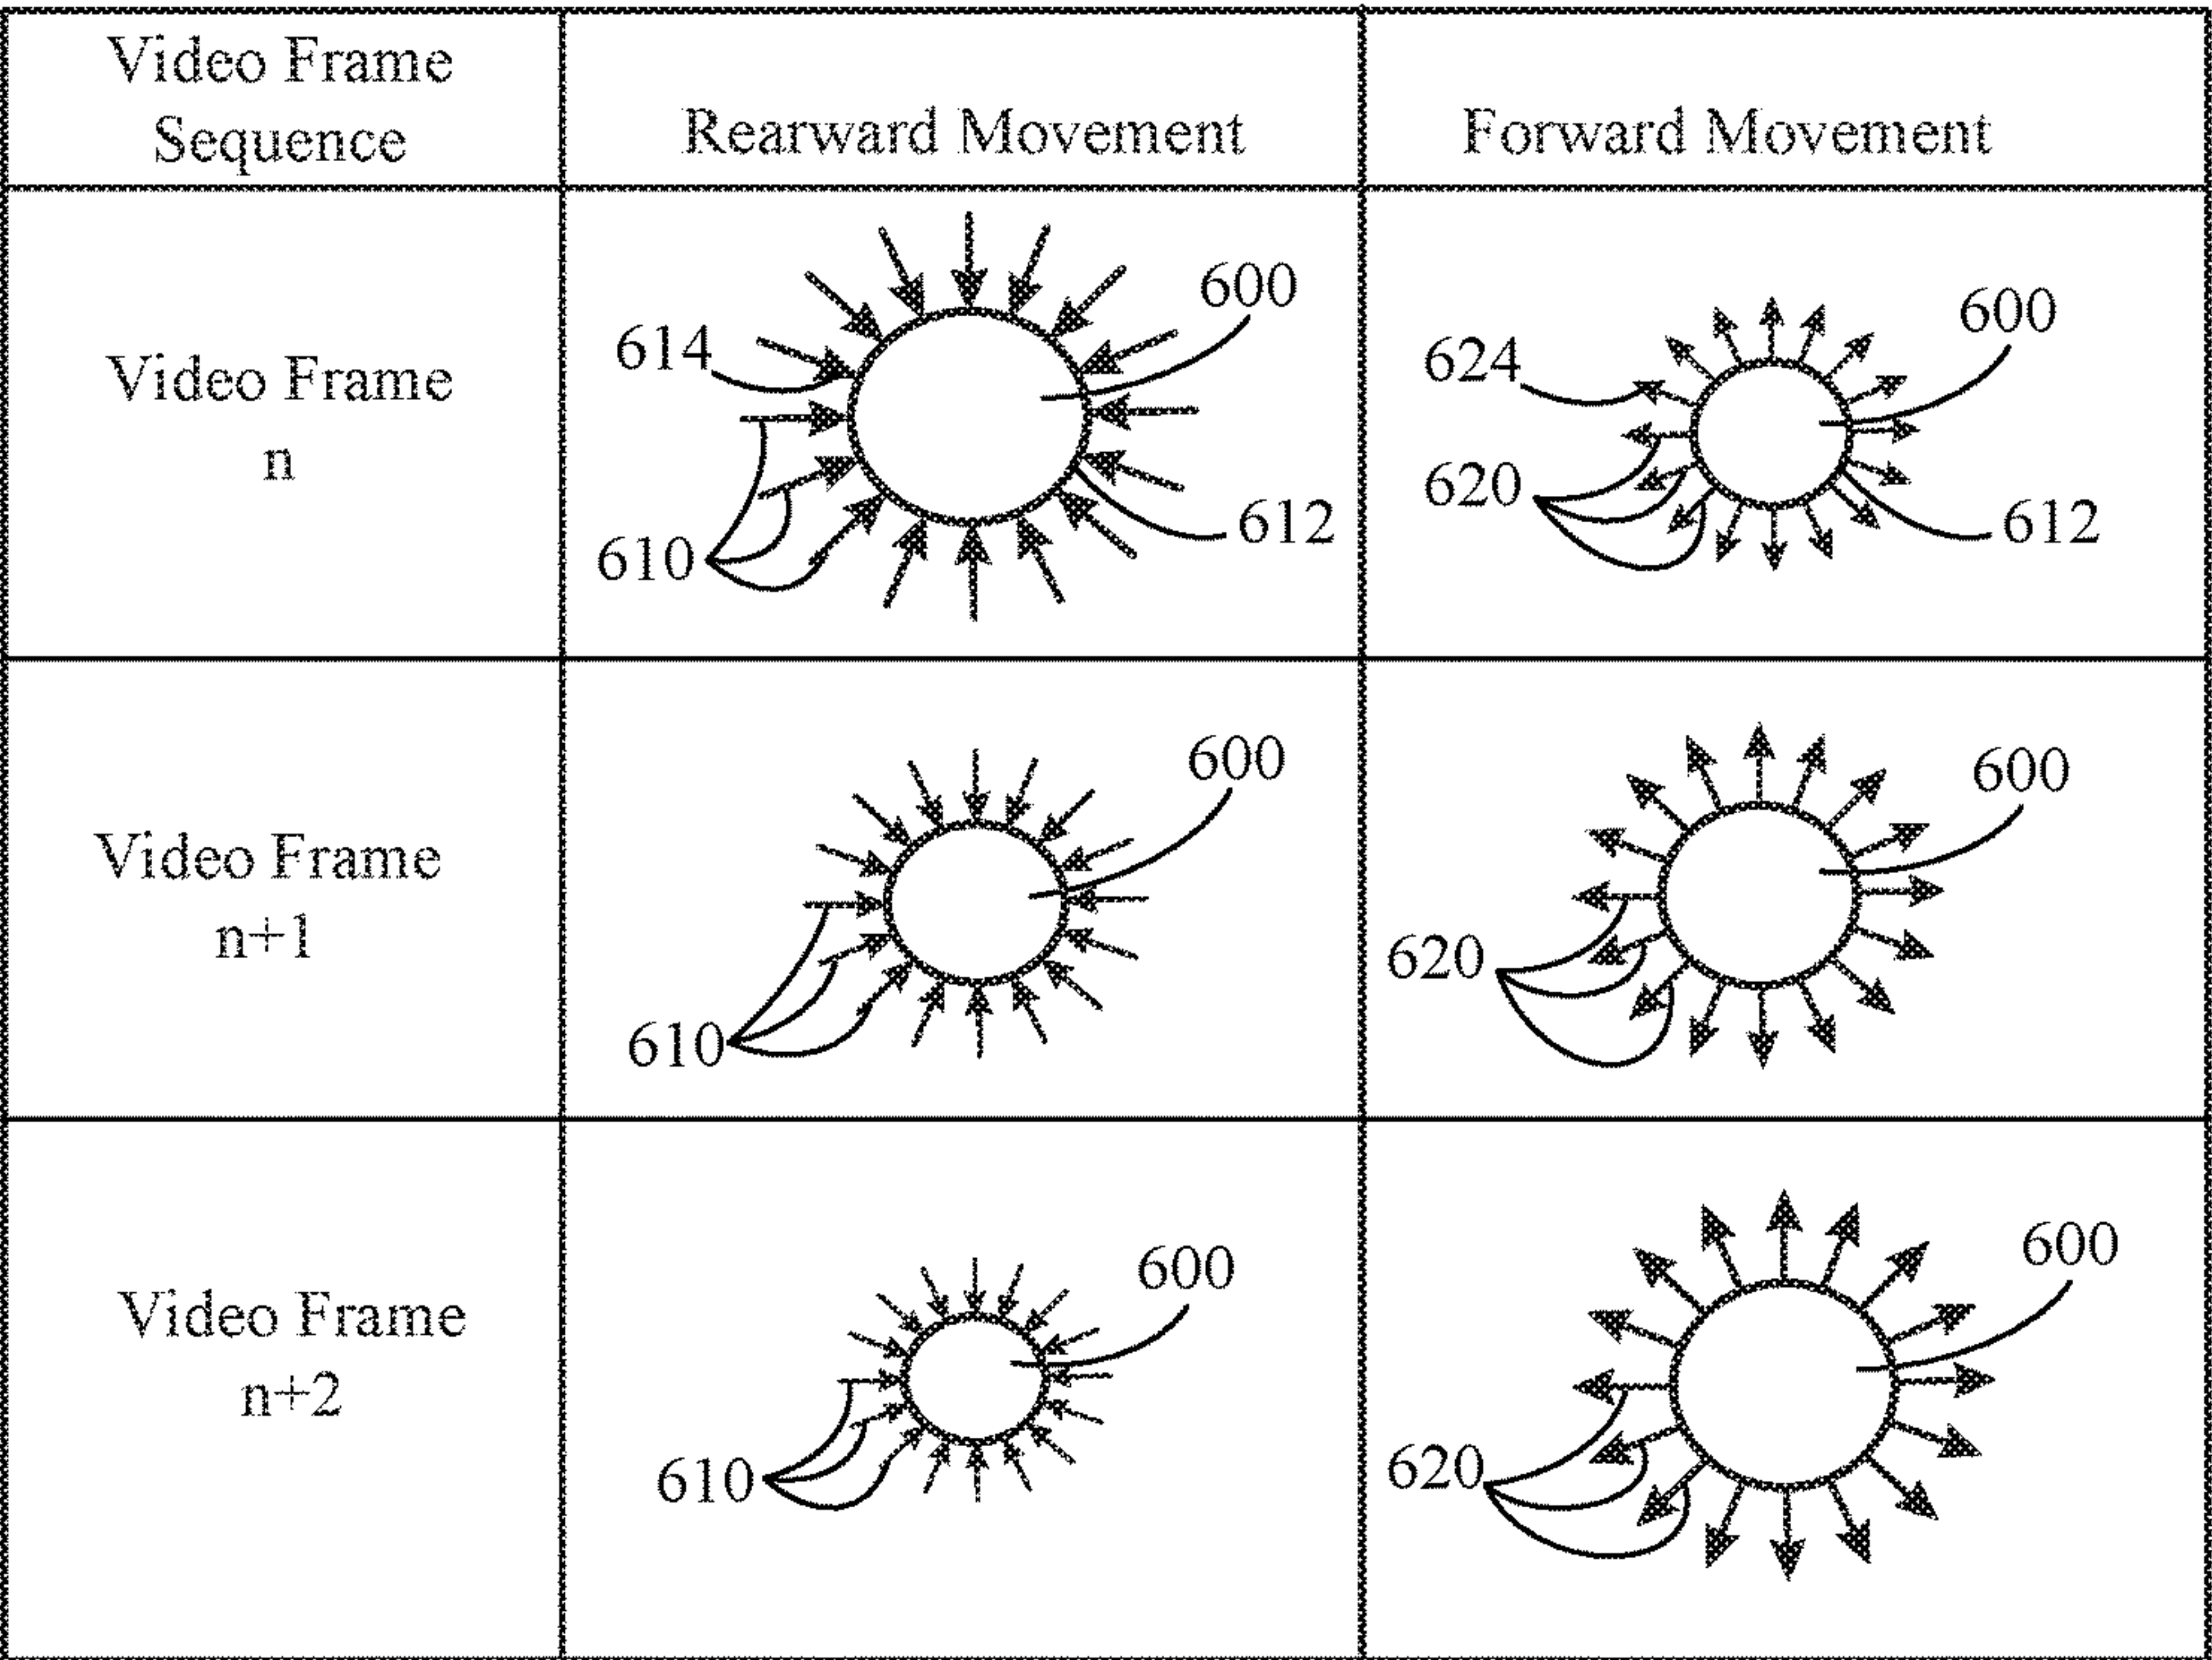 Video Frame
Sequence
Rearward Movement
Forward Movement
Video Frame
n
614
600
610
612
624
600
620
612
Video Frame
n+1
600
610
600
620
Video Frame
n+2
600
610
600
620